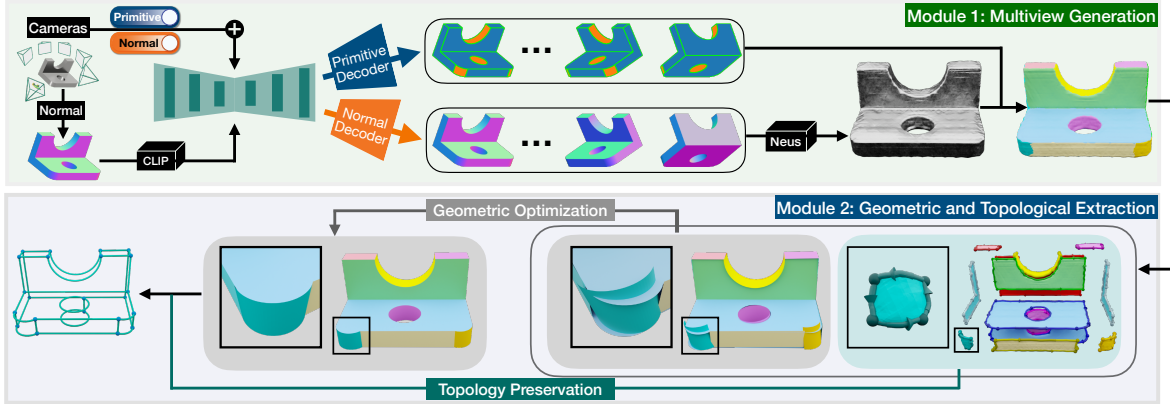 Cameras
Primitive
Normal
Module 1: Multiview Generation
Primitive
Decoder
Normal
Normal
Decoder
CLIP
Neus
Module 2: Geometric and Topological Extraction
Geometric Optimization
Topology Preservation